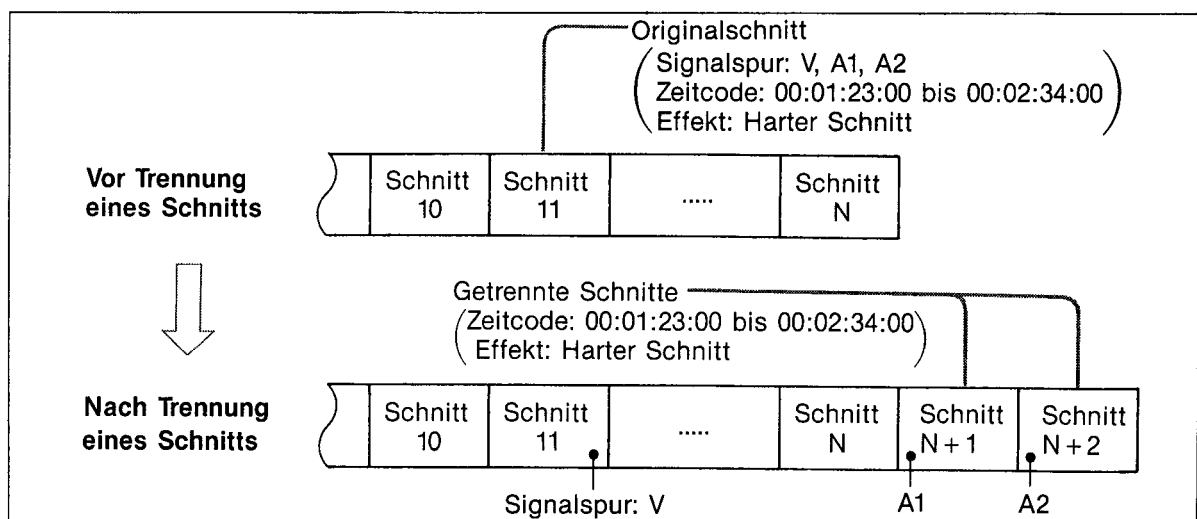 Originalschnitt
Signalspur: V, A1, A2
Zeitcode: 00:01:23:00 bis 00:02:34:00
Effekt: Harter Schnitt
Vor Trennung
eines Schnitts
Schnitt
10
Schnitt
11
.....
Schnitt
N
Getrennte Schnitte
Zeitcode: 00:01:23:00 bis 00:02:34:00
Effekt: Harter Schnitt
Nach Trennung
eines Schnitts
Schnitt
10
Schnitt
11
.....
Schnitt
N
Schnitt
N+1
Schnitt
N+2
Signalspur: V
A1
A2